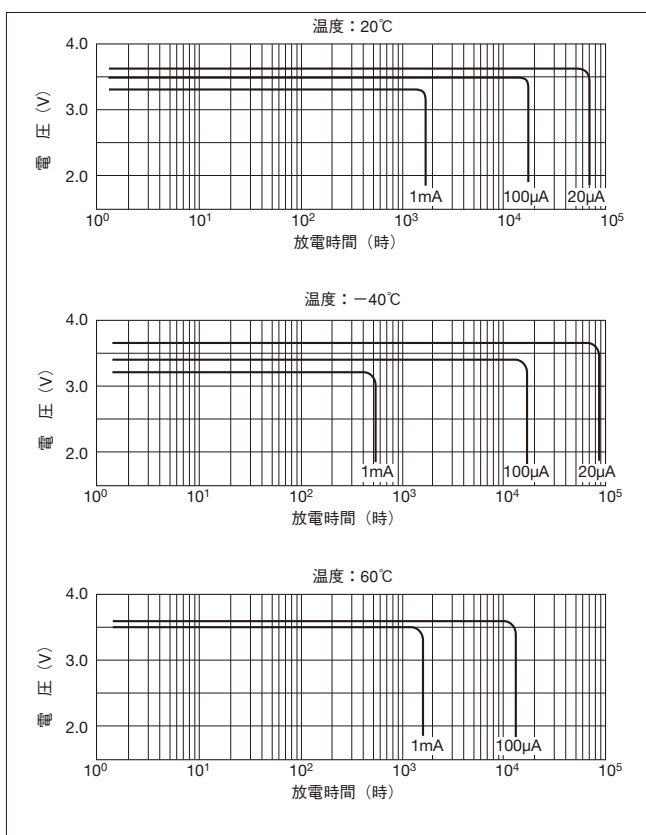 温度：20℃
4.0
3.0
2.0
電 圧（V）
1mA 100μA 20μA
10⁰ 10¹ 10² 10³ 10⁴ 10⁵
放電時間（時）
温度：－40℃
4.0
3.0
2.0
電 圧（V）
1mA 100μA 20μA
10⁰ 10¹ 10² 10³ 10⁴ 10⁵
放電時間（時）
温度：60℃
4.0
3.0
2.0
電 圧（V）
1mA 100μA
10⁰ 10¹ 10² 10³ 10⁴ 10⁵
放電時間（時）